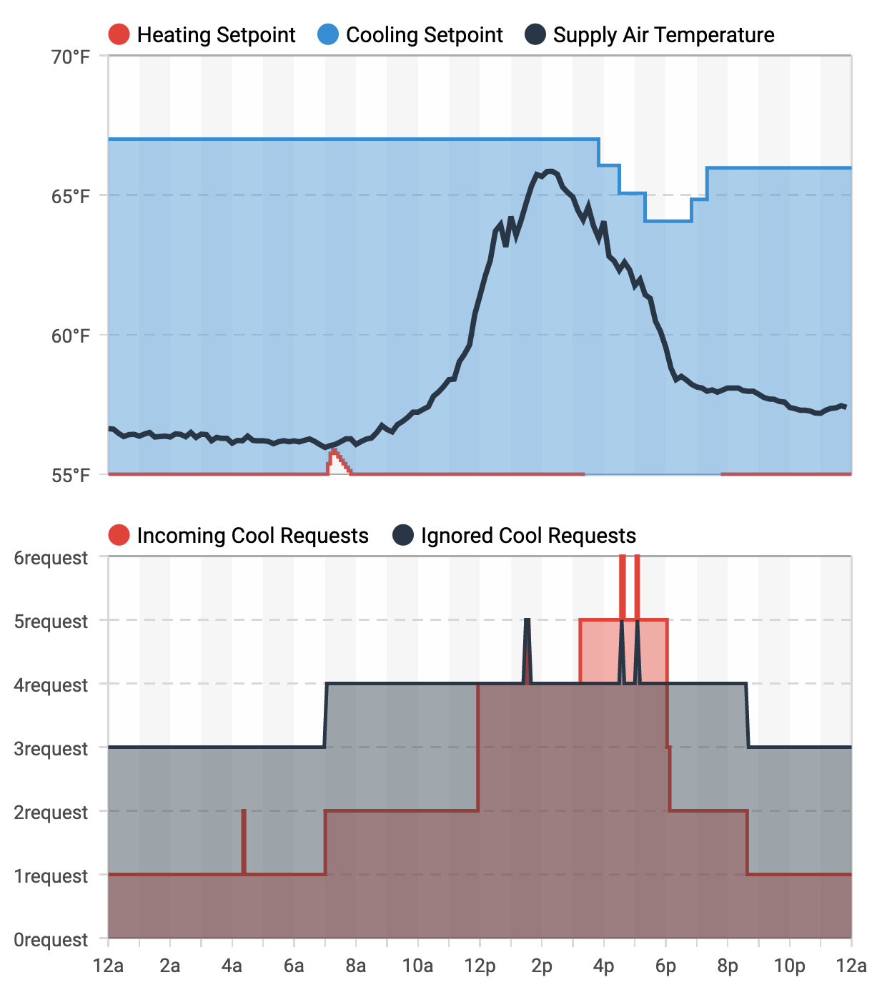 Heating Setpoint Cooling Setpoint Supply Air Temperature
70°F
65°F
60°F
55°F
Incoming Cool Requests Ignored Cool Requests
6request
5request
4request
3request
2request
1request
0request
12a 2a 4a 6a 8a 10a 12p 2p 4p 6p 8p 10p 12a